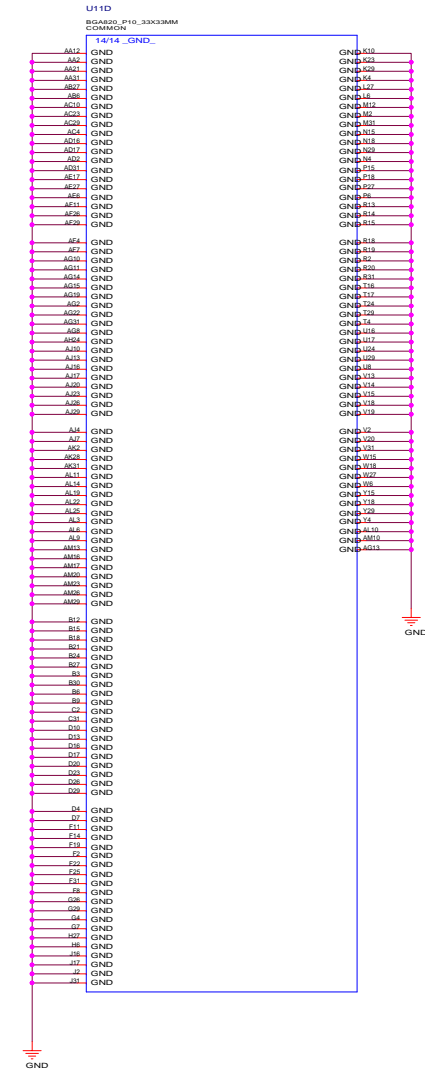 U11D
BGA820_P10_33X33MM
COMMON
14/14 _GND_
AA12 GND GND K10
AA2 GND GND K23
AA21 GND GND K29
AA31 GND GND K4
AB27 GND GND L27
AB6 GND GND L6
AC10 GND GND M12
AC23 GND GND M2
AC29 GND GND M31
AC4 GND GND N15
AD16 GND GND N18
AD17 GND GND N29
AD2 GND GND N4
AD31 GND GND P15
AE17 GND GND P18
AE27 GND GND P27
AE6 GND GND P6
AF11 GND GND R13
AF26 GND GND R14
AF29 GND GND R15
AF4 GND GND R18
AF7 GND GND R19
AG10 GND GND R2
AG11 GND GND R20
AG14 GND GND R31
AG15 GND GND T16
AG19 GND GND T17
AG2 GND GND T24
AG22 GND GND T29
AG31 GND GND T4
AG8 GND GND U16
AH24 GND GND U17
AJ10 GND GND U24
AJ13 GND GND U29
AJ16 GND GND U8
AJ17 GND GND V13
AJ20 GND GND V14
AJ23 GND GND V15
AJ26 GND GND V18
AJ29 GND GND V19
AJ4 GND GND V2
AJ7 GND GND V20
AK2 GND GND V31
AK28 GND GND W15
AK31 GND GND W18
AL11 GND GND W27
AL14 GND GND W6
AL19 GND GND Y15
AL22 GND GND Y18
AL25 GND GND Y29
AL3 GND GND Y4
AL6 GND GND AL10
AL9 GND GND AM10
AM13 GND GND AG13
AM16 GND
AM17 GND
AM20 GND
AM23 GND
AM26 GND
AM29 GND
B12 GND
B15 GND
GND
B18 GND
B21 GND
B24 GND
B27 GND
B3 GND
B30 GND
B6 GND
B9 GND
C2 GND
C31 GND
D10 GND
D13 GND
D16 GND
D17 GND
D20 GND
D23 GND
D26 GND
D29 GND
D4 GND
D7 GND
F11 GND
F14 GND
F19 GND
F2 GND
F22 GND
F25 GND
F31 GND
F8 GND
G26 GND
G29 GND
G4 GND
G7 GND
H27 GND
H6 GND
J16 GND
J17 GND
J2 GND
J31 GND
GND